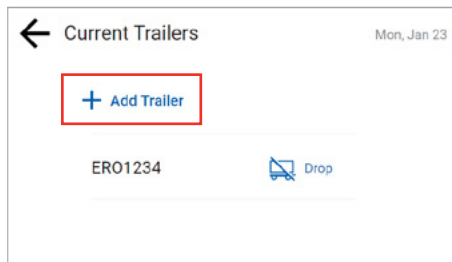 Current Trailers Mon, Jan 23
+ Add Trailer
ERO1234 Drop